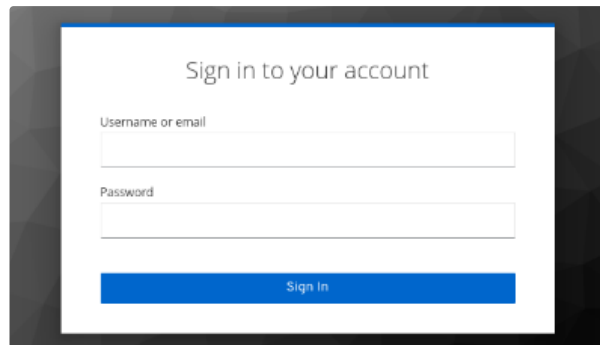 Sign in to your account
Username or email
Password
Sign In